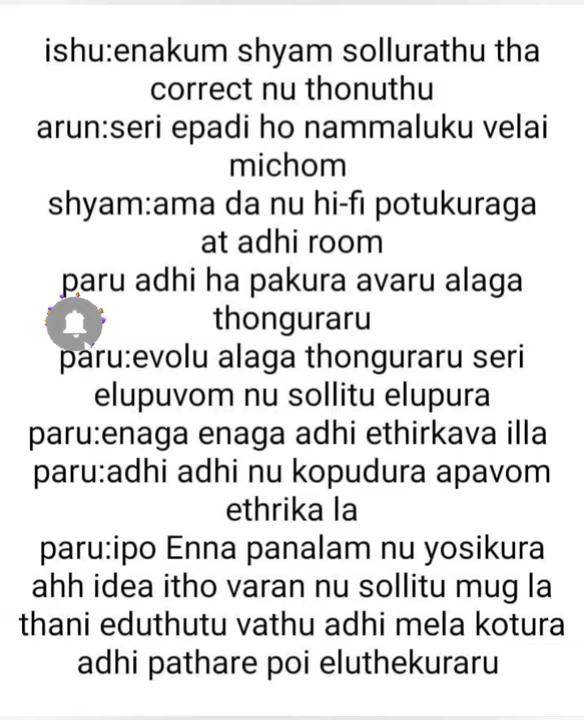 ishu:enakum shyam sollurathu tha
correct nu thonuthu
arun:seri epadi ho nammaluku velai
michom
shyam:ama da nu hi-fi potukuraga
at adhi room
paru adhi ha pakura avaru alaga
thonguraru
paru:evolu alaga thonguraru seri
elupuvom nu sollitu elupura
paru:enaga enaga adhi ethirkava illa
paru:adhi adhi nu kopudura apavom
ethrika la
paru:ipo Enna panalam nu yosikura
ahh idea itho varan nu sollitu mug la
thani eduthutu vathu adhi mela kotura
adhi pathare poi eluthekuraru